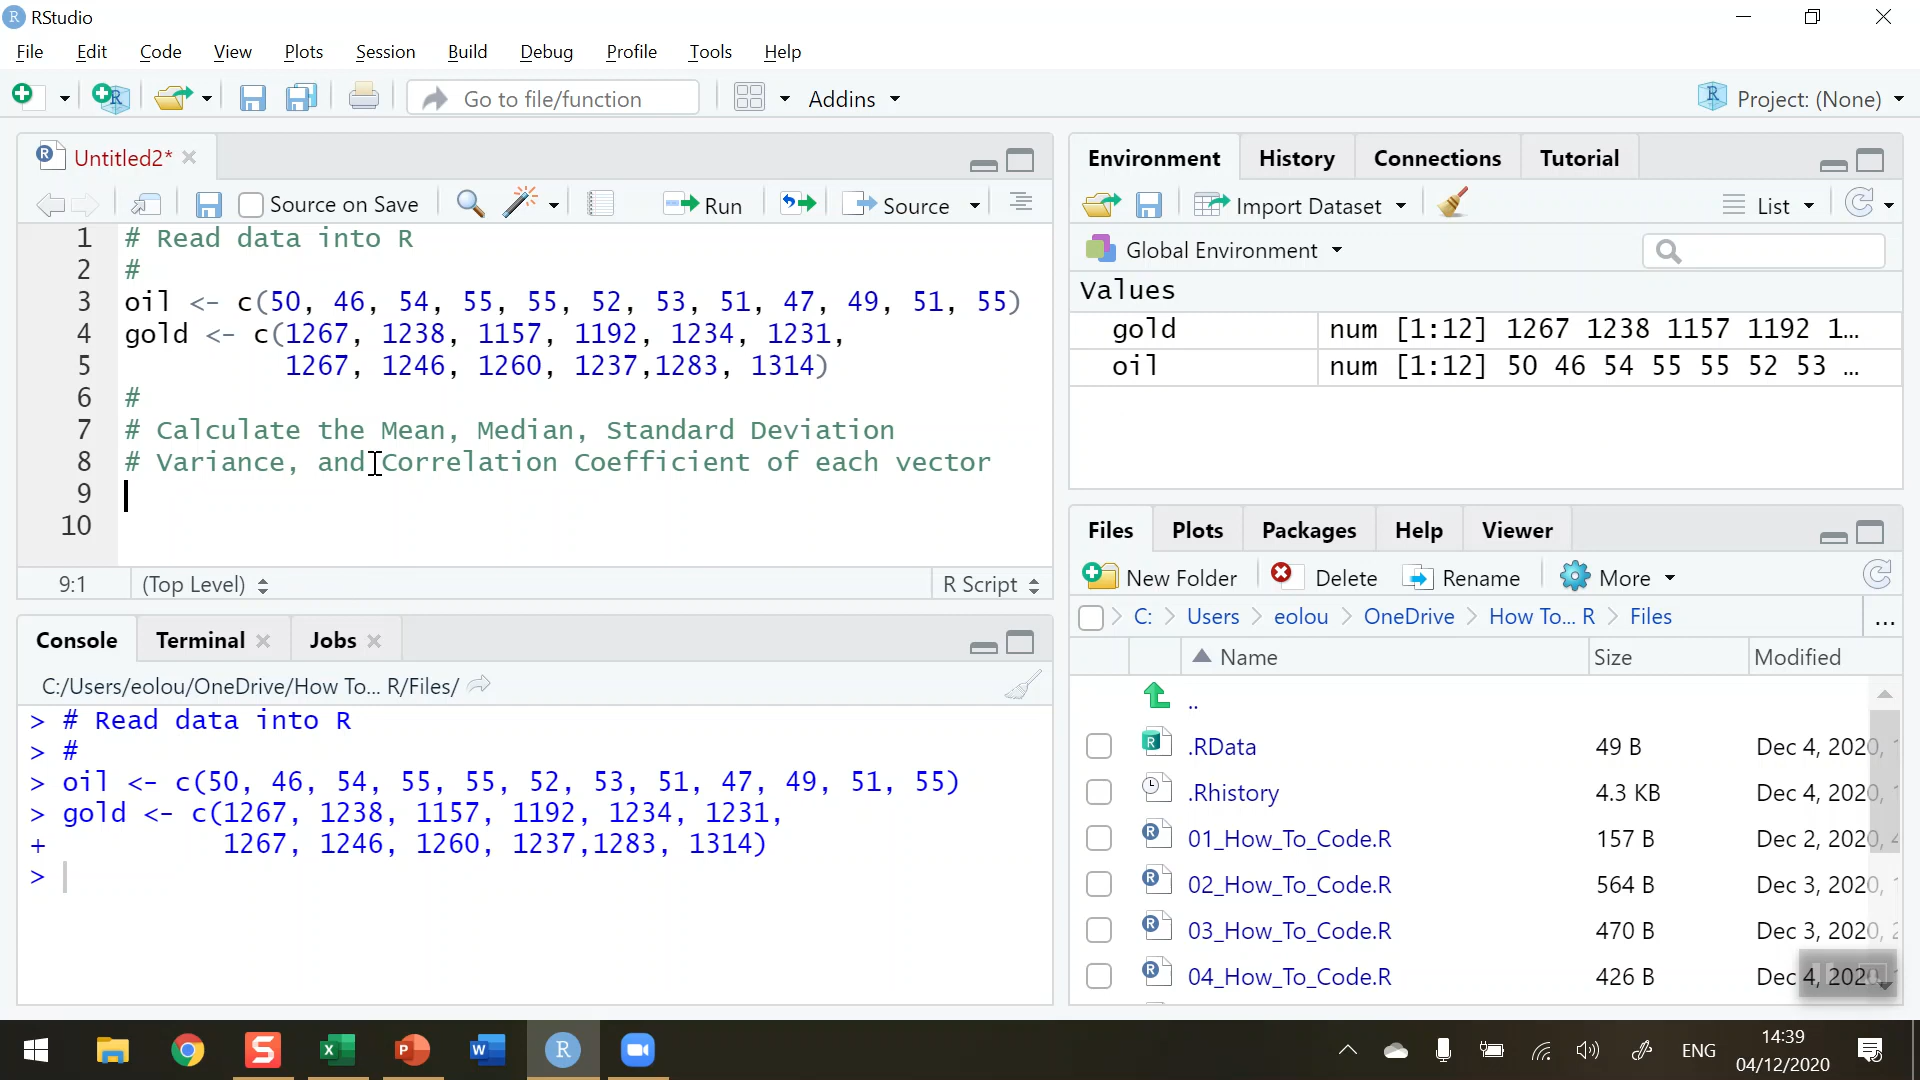 RStudio
File Edit Code View Plots Session Build Debug Profile Tools Help
Go to file/function Addins Project: (None)
Untitled2*
Source on Save Run Source
1 # Read data into R
2 #
3 oil <- c(50, 46, 54, 55, 55, 52, 53, 51, 47, 49, 51, 55)
4 gold <- c(1267, 1238, 1157, 1192, 1234, 1231,
5 1267, 1246, 1260, 1237,1283, 1314)
6 #
7 # Calculate the Mean, Median, Standard Deviation
8 # Variance, and Correlation Coefficient of each vector
9
10
9:1 (Top Level) R Script
Console Terminal Jobs
C:/Users/eolou/OneDrive/How To... R/Files/
> # Read data into R
> #
> oil <- c(50, 46, 54, 55, 55, 52, 53, 51, 47, 49, 51, 55)
> gold <- c(1267, 1238, 1157, 1192, 1234, 1231,
+ 1267, 1246, 1260, 1237,1283, 1314)
>
Environment History Connections Tutorial
Import Dataset List
Global Environment
Values
gold num [1:12] 1267 1238 1157 1192 1...
oil num [1:12] 50 46 54 55 55 52 53 ...
Files Plots Packages Help Viewer
New Folder Delete Rename More
C: > Users > eolou > OneDrive > How To... R > Files ...
Name Size Modified
..
.RData 49 B Dec 4, 2020,
.Rhistory 4.3 KB Dec 4, 2020,
01_How_To_Code.R 157 B Dec 2, 2020,
02_How_To_Code.R 564 B Dec 3, 2020,
03_How_To_Code.R 470 B Dec 3, 2020,
04_How_To_Code.R 426 B Dec 4, 2020,
ENG 14:39
04/12/2020